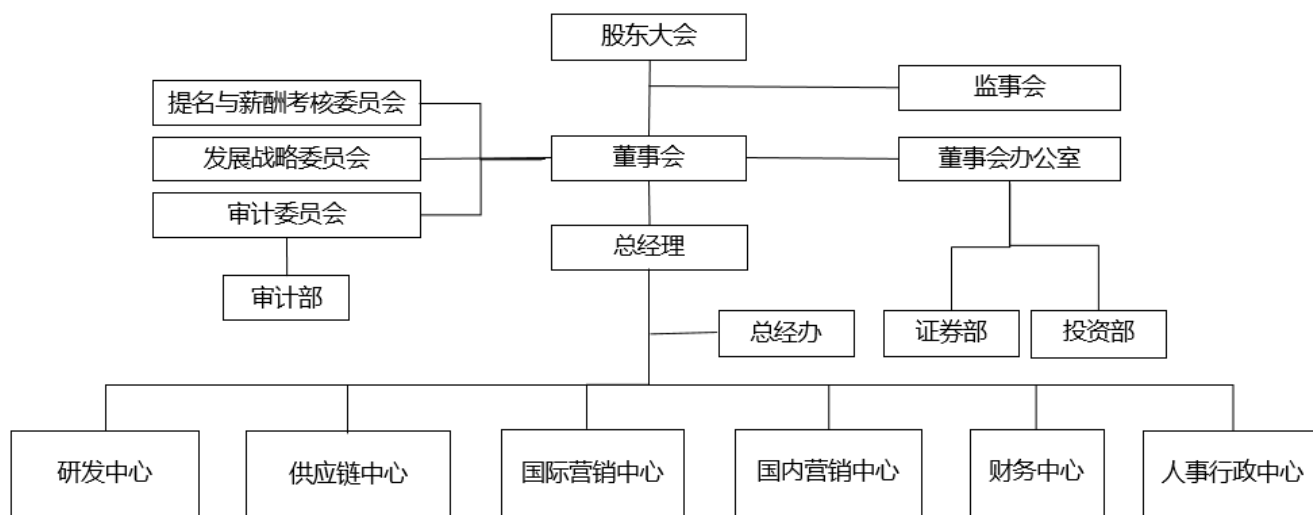 股东大会
监事会
提名与薪酬考核委员会
发展战略委员会
董事会
董事会办公室
审计委员会
总经理
审计部
总经办
证券部
投资部
研发中心
供应链中心
国际营销中心
国内营销中心
财务中心
人事行政中心